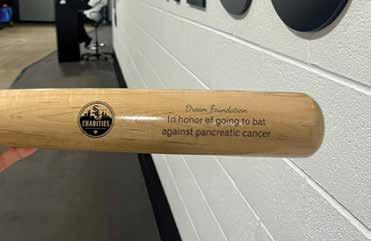 CHARITIES
Dream Foundation
In honor of going to bat
against pancreatic cancer